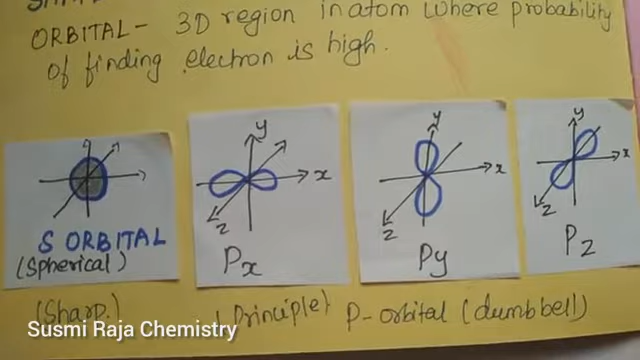 ORBITAL - 3D region in atom where probability
of finding electron is high.
y
x
z
y
x
z
y
x
z
S ORBITAL
(Spherical)
Px
Py
Pz
(Sharp)
(Principle) P-orbital (dumbbell)
Susmi Raja Chemistry